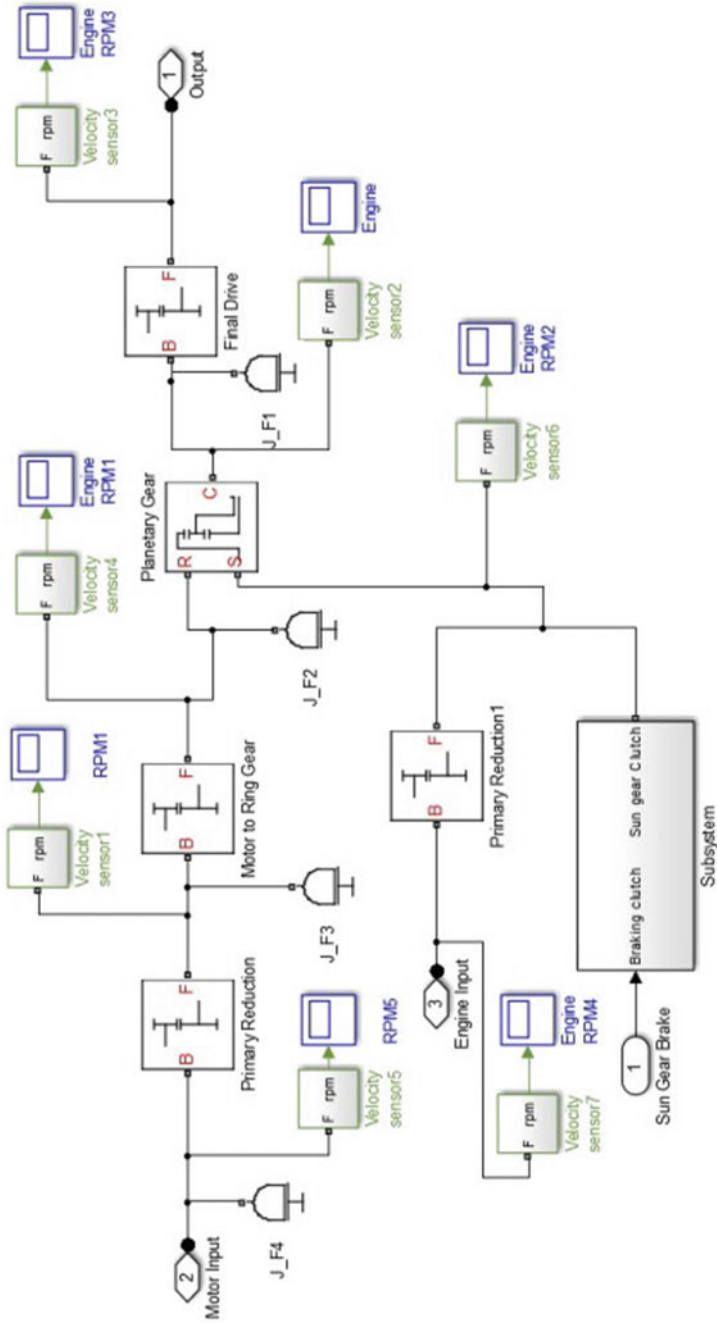 F rpm
Velocity
sensor3
Engine
RPM3
1
Output
B F
Final Drive
J_F1
F rpm
Velocity
sensor2
Engine
F rpm
Velocity
sensor4
Engine
RPM1
Planetary Gear
R
S
C
F rpm
Velocity
sensor6
Engine
RPM2
F rpm
Velocity
sensor1
RPM1
B F
Motor to Ring Gear
J_F2
J_F3
B F
Primary Reduction
2
Motor Input
J_F4
F rpm
Velocity
sensor5
RPM5
3
Engine Input
B F
Primary Reduction1
F rpm
Velocity
sensor7
Engine
RPM4
1
Sun Gear Brake
Braking clutch Sun gear Clutch
Subsystem